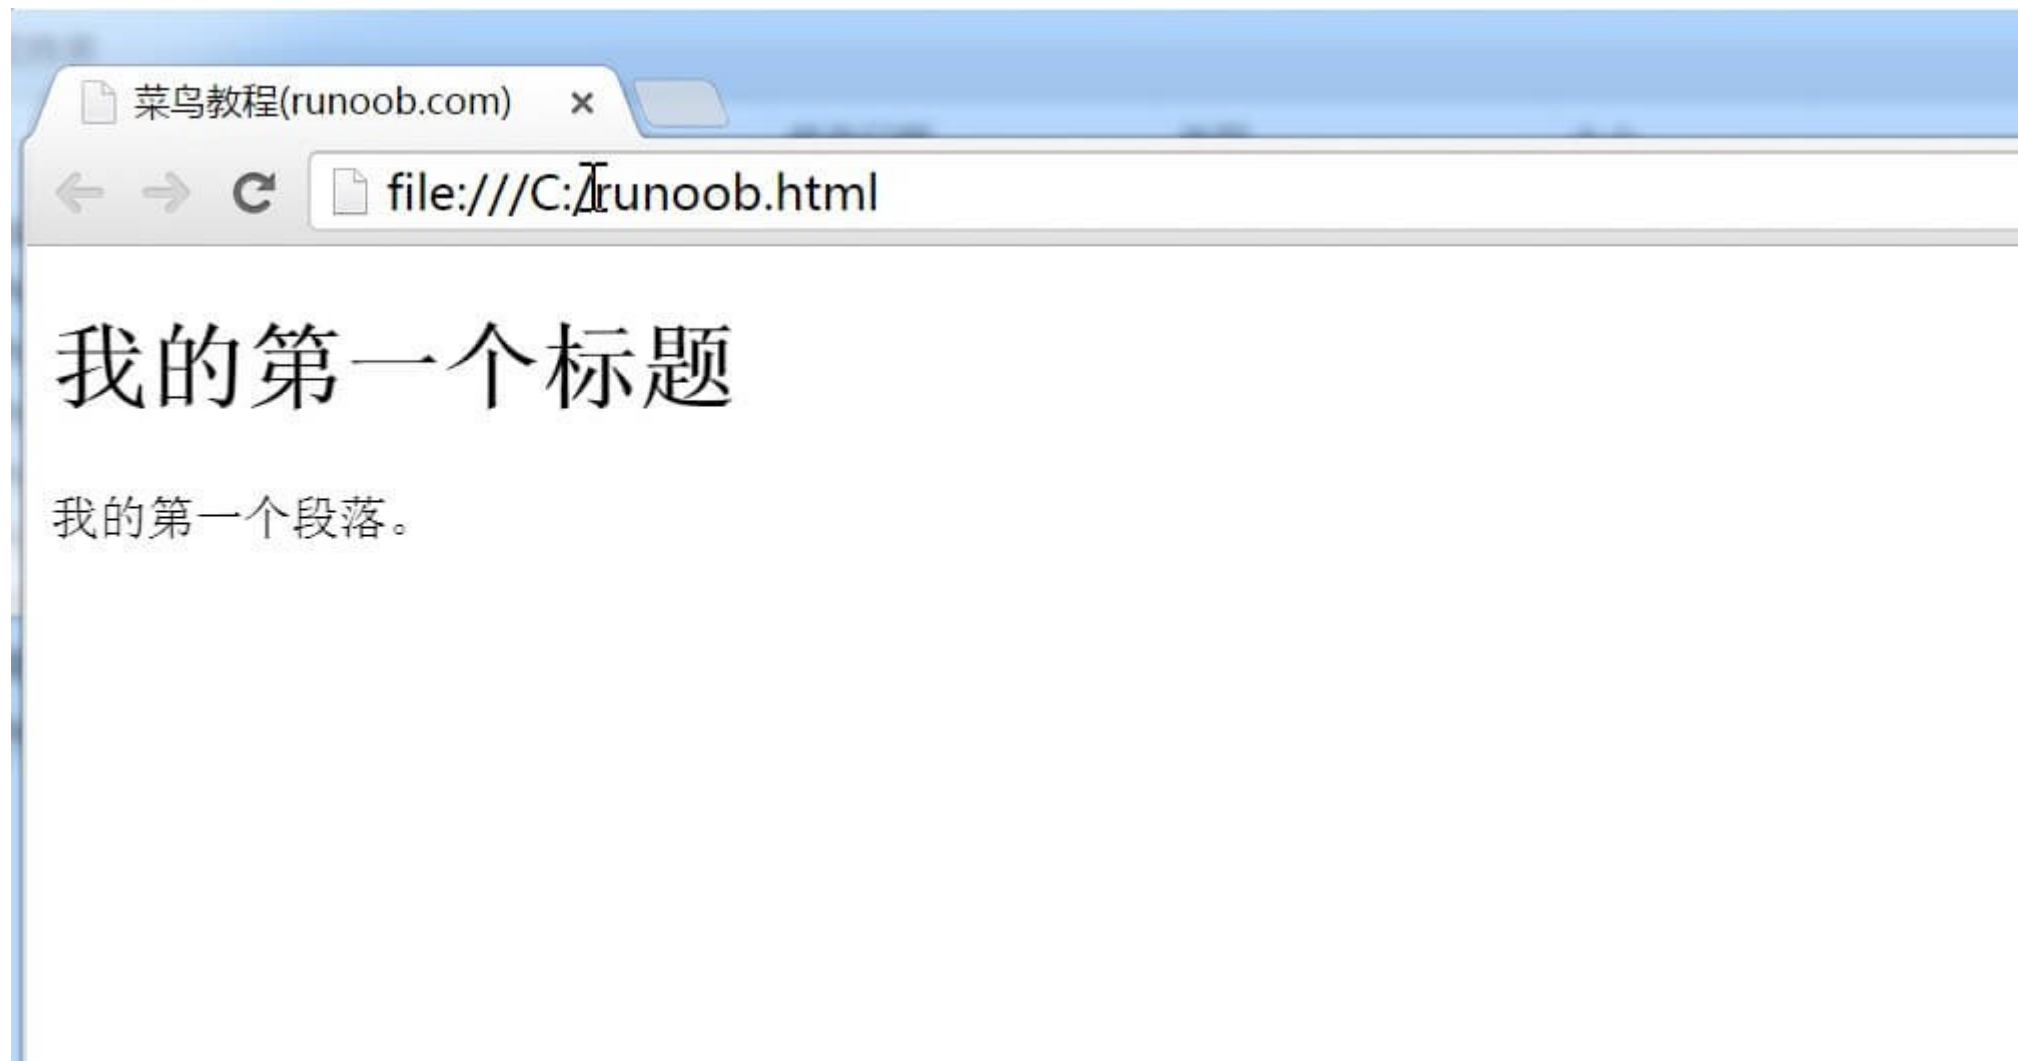 菜鸟教程(runoob.com)
file:///C:/runoob.html
我的第一个标题
我的第一个段落。